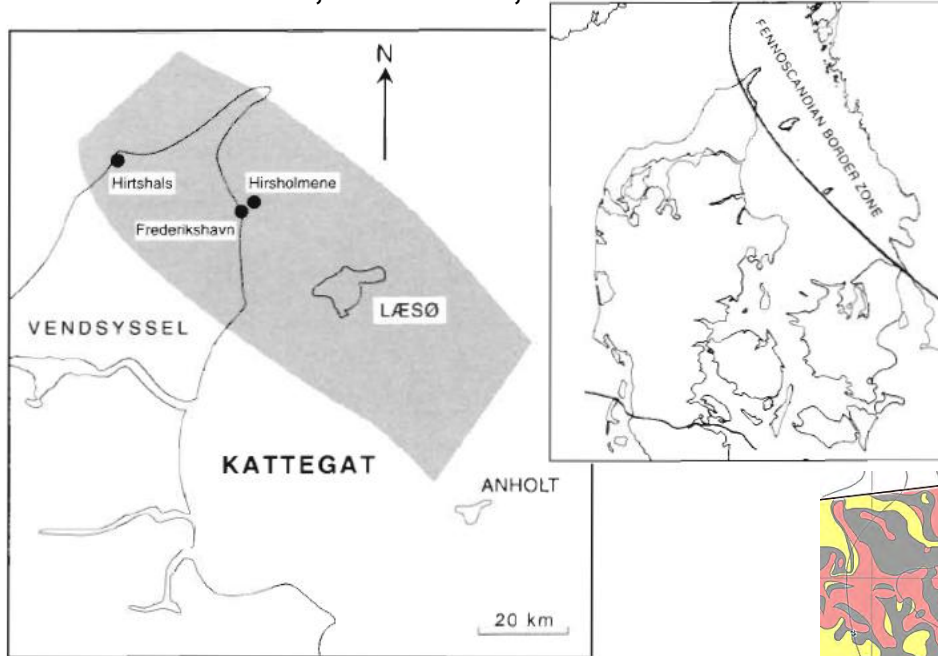 N
Hirtshals
Hirsholmene
Frederikshavn
LÆSØ
VENDSYSSEL
KATTEGAT
ANHOLT
20 km
FENNOSCANDIAN BORDER ZONE